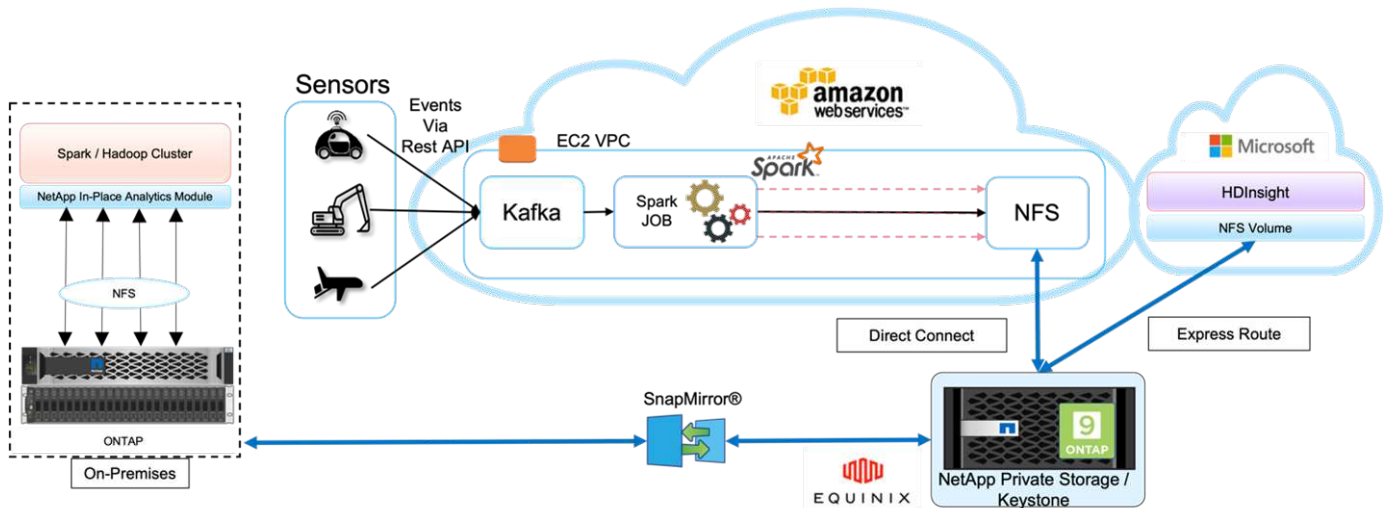 Spark / Hadoop Cluster
NetApp In-Place Analytics Module
NFS
ONTAP
On-Premises
Sensors
Events
Via
Rest API
EC2 VPC
Kafka
Spark
JOB
APACHE
Spark
NFS
amazon
webservices™
Microsoft
HDInsight
NFS Volume
Direct Connect
Express Route
SnapMirror®
EQUINIX
9
ONTAP
NetApp Private Storage /
Keystone